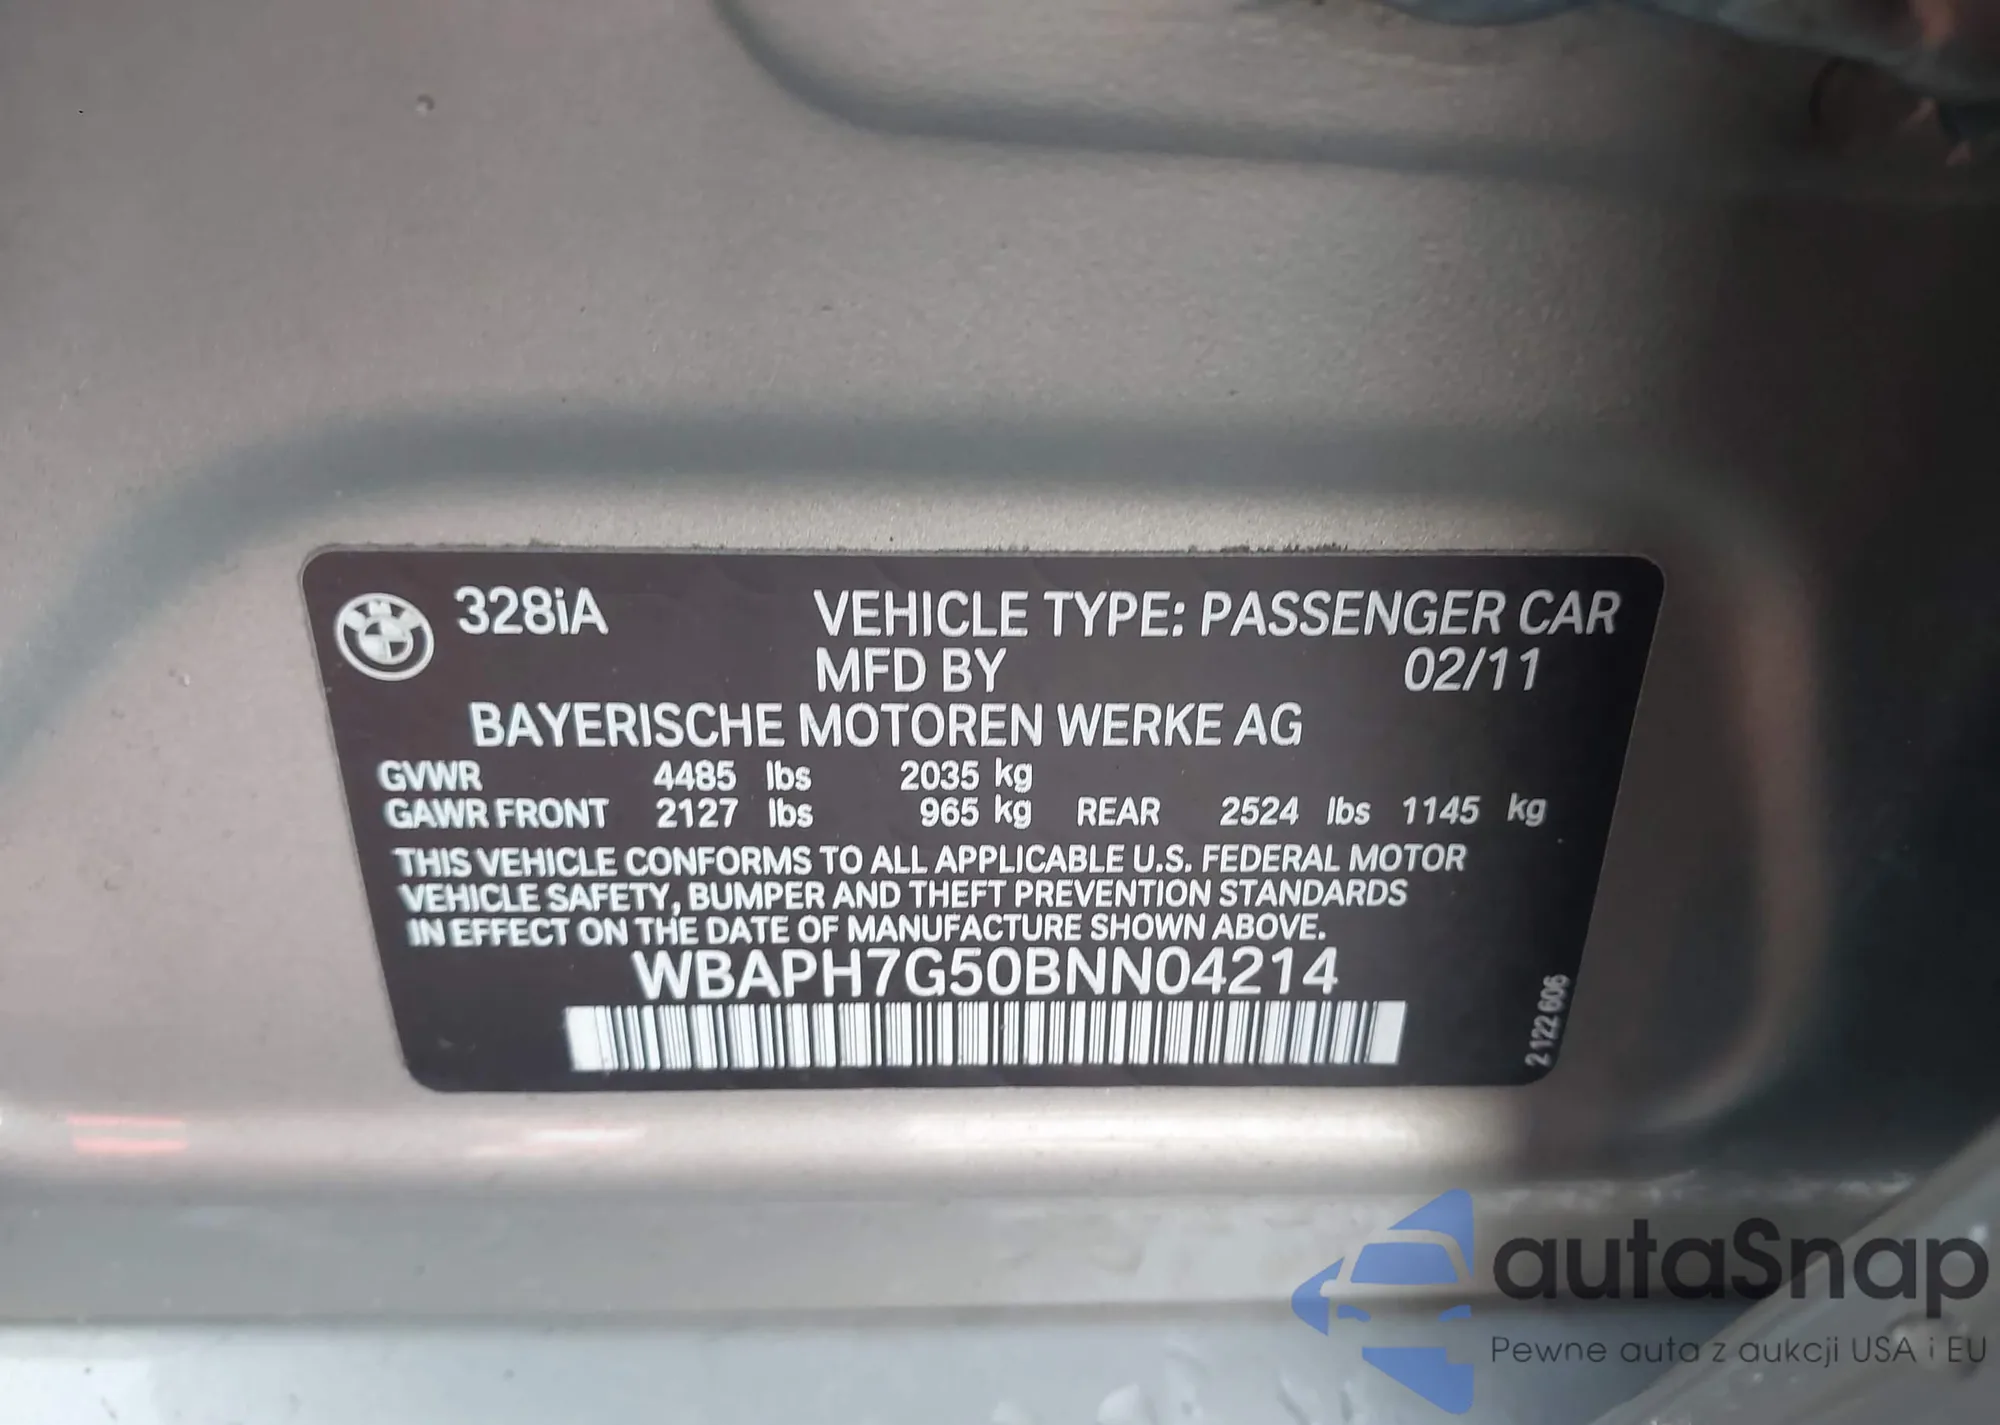 328iA VEHICLE TYPE: PASSENGER CAR
MFD BY 02/11
BAYERISCHE MOTOREN WERKE AG
GVWR 4485 lbs 2035 kg
GAWR FRONT 2127 lbs 965 kg REAR 2524 lbs 1145 kg
THIS VEHICLE CONFORMS TO ALL APPLICABLE U.S. FEDERAL MOTOR
VEHICLE SAFETY, BUMPER AND THEFT PREVENTION STANDARDS
IN EFFECT ON THE DATE OF MANUFACTURE SHOWN ABOVE.
WBAPH7G50BNN04214
2122606
autaSnap
Pewne auta z aukcji USA i EU